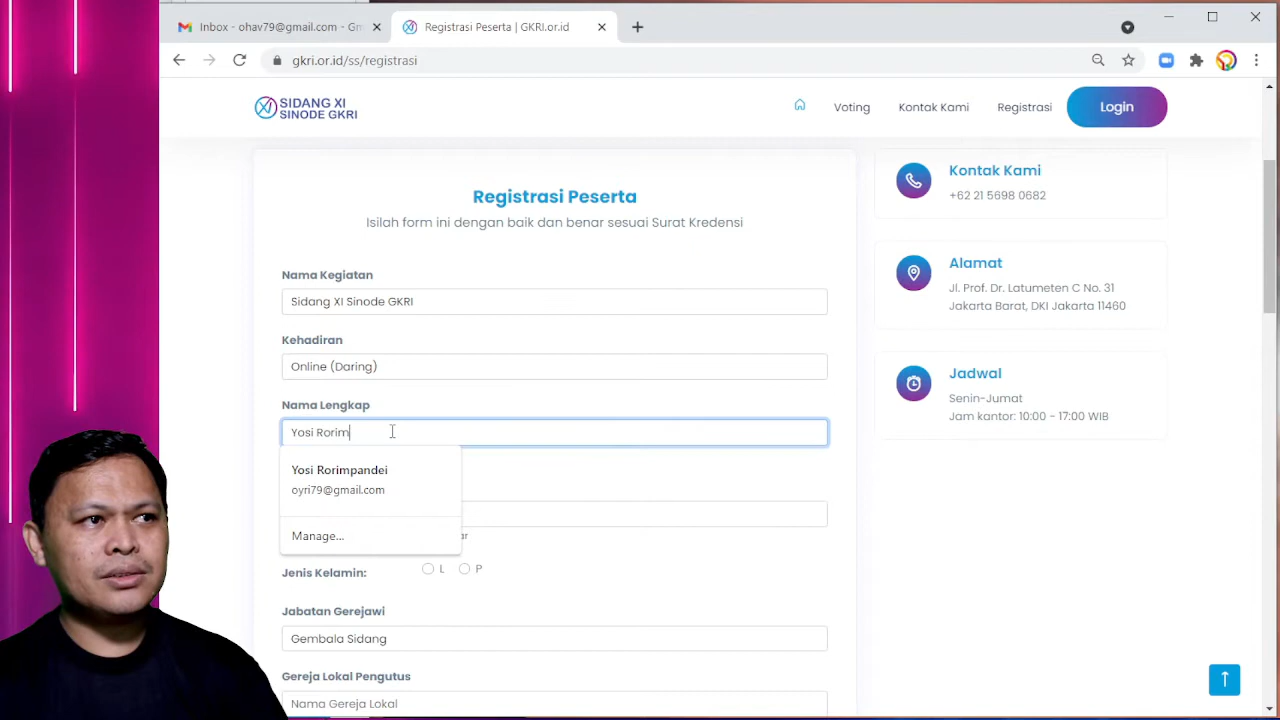 Inbox - ohav79@gmail.com - Gm
Registrasi Peserta | GKRI.or.id
gkri.or.id/ss/registrasi
SIDANG XI
SINODE GKRI
Voting
Kontak Kami
Registrasi
Login
Registrasi Peserta
Isilah form ini dengan baik dan benar sesuai Surat Kredensi
Nama Kegiatan
Sidang XI Sinode GKRI
Kehadiran
Online (Daring)
Nama Lengkap
Yosi Rorim
Yosi Rorimpandei
oyri79@gmail.com
Manage...
ar
Jenis Kelamin:
L
P
Jabatan Gerejawi
Gembala Sidang
Gereja Lokal Pengutus
Nama Gereja Lokal
Kontak Kami
+62 21 5698 0682
Alamat
Jl. Prof. Dr. Latumeten C No. 31
Jakarta Barat, DKI Jakarta 11460
Jadwal
Senin-Jumat
Jam kantor: 10:00 - 17:00 WIB